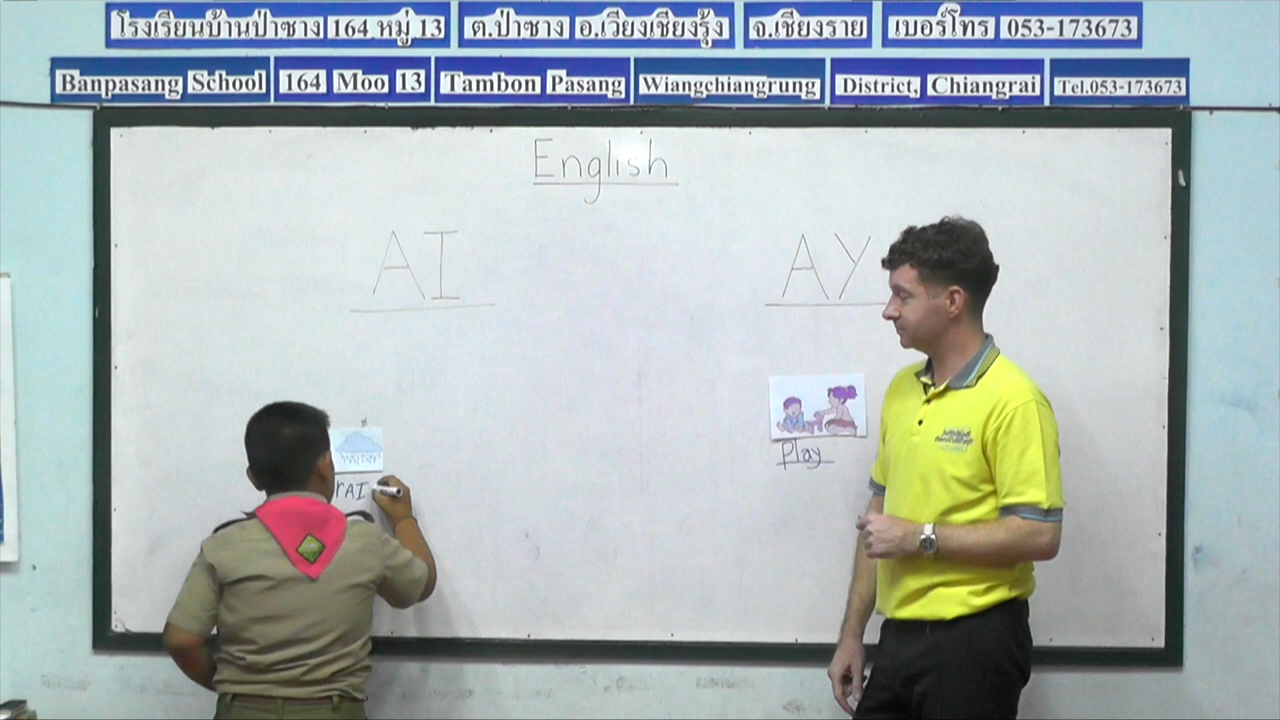 โรงเรียนบ้านป่าซาง 164 หมู่ 13 ต.ป่าซาง อ.เวียงเชียงรุ้ง จ.เชียงราย เบอร์โทร 053-173673
Banpasang School 164 Moo 13 Tambon Pasang Wiangchiangrung District, Chiangrai Tel.053-173673
English
AI AY
Play
rAI